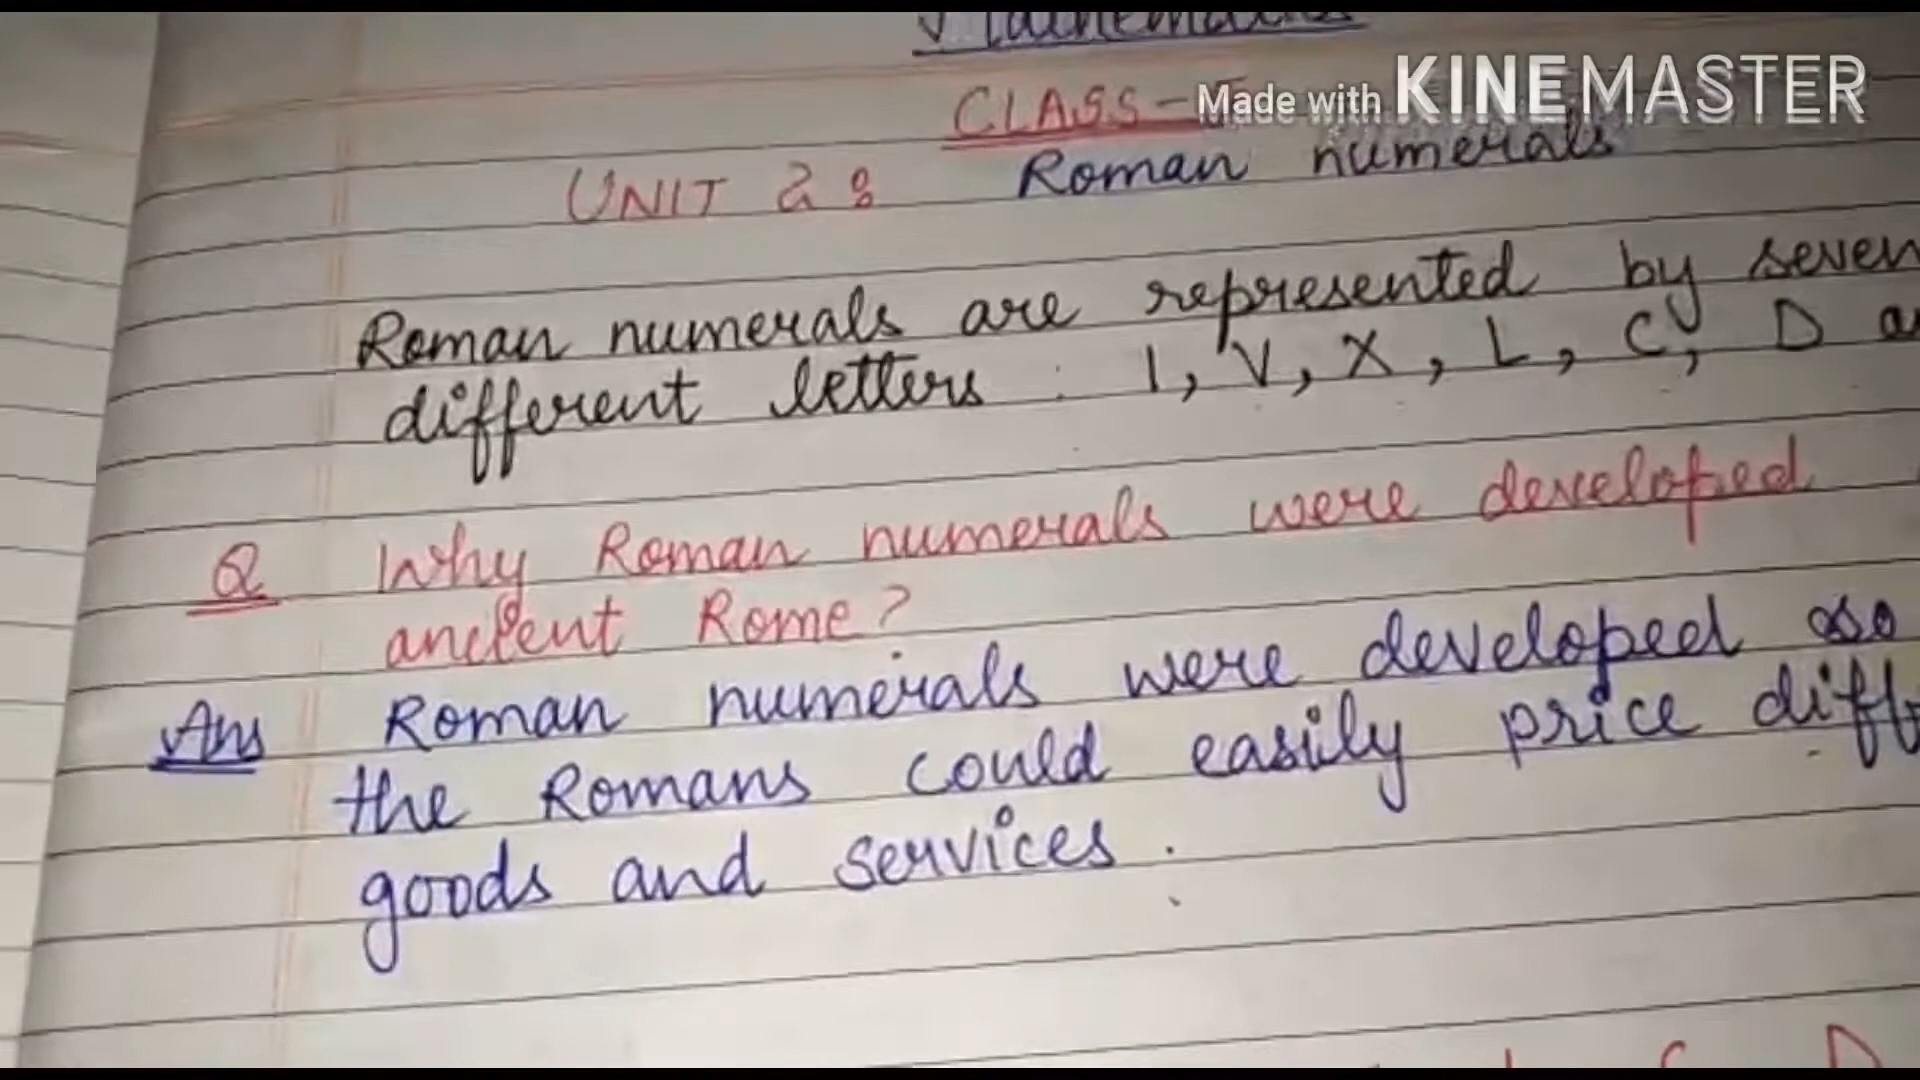 Mathematics
CLASS-
Made with KINEMASTER
UNIT 2: Roman numerals
Roman numerals are represented by seven
different letters : I, V, X, L, C, D
Q Why Roman numerals were developed
ancient Rome?
Ans Roman numerals were developed so
the Romans could easily price
goods and services.
C D